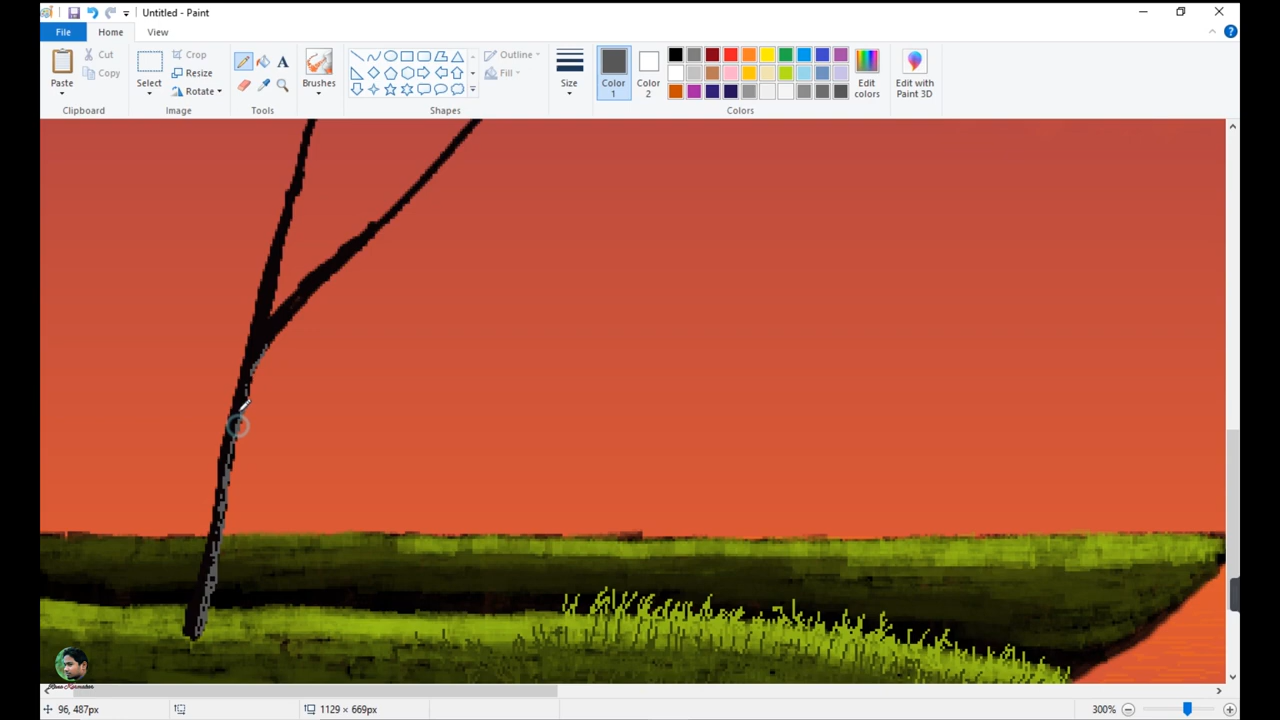 Untitled - Paint
File
Home
View
Paste
Cut
Copy
Clipboard
Select
Crop
Resize
Rotate
Image
Tools
Brushes
Outline
Fill
Shapes
Size
Color
1
Color
2
Edit
colors
Colors
Edit with
Paint 3D
96, 487px
1129 × 669px
300%